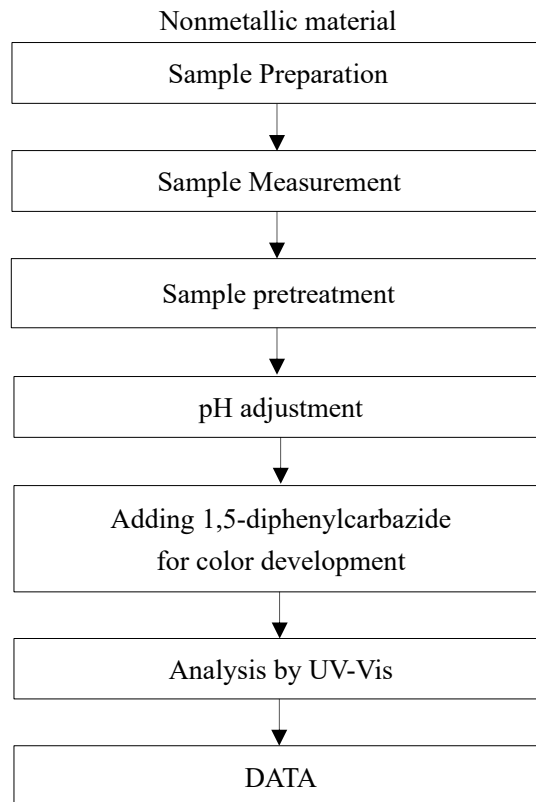 Nonmetallic material
Sample Preparation
Sample Measurement
Sample pretreatment
pH adjustment
Adding 1,5-diphenylcarbazide
for color development
Analysis by UV-Vis
DATA